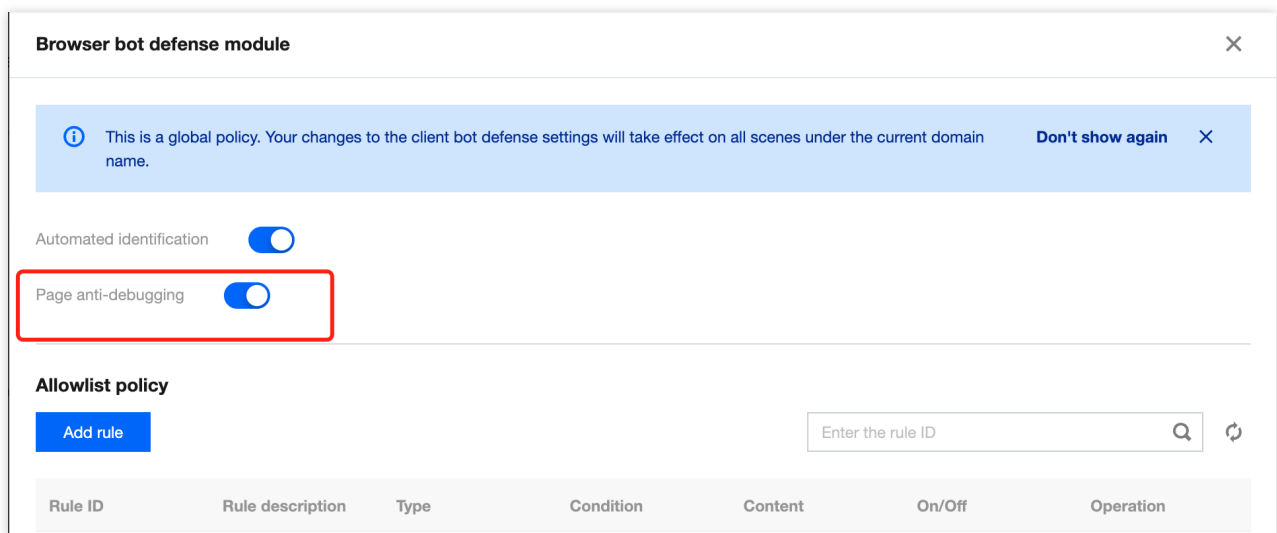 Browser bot defense module
This is a global policy. Your changes to the client bot defense settings will take effect on all scenes under the current domain
name.
Don't show again
Automated identification
Page anti-debugging
Allowlist policy
Add rule
Enter the rule ID
Rule ID Rule description Type Condition Content On/Off Operation